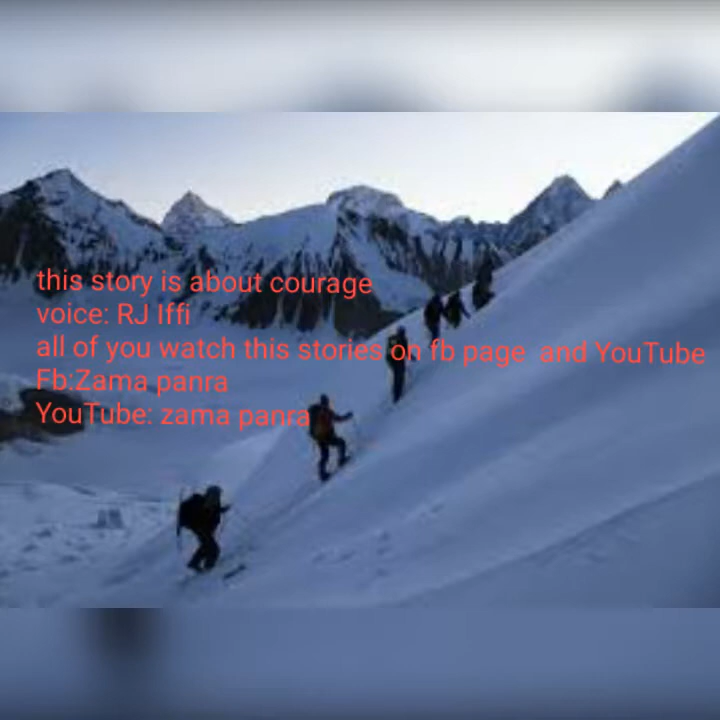 this story is about courage
voice: RJ Iffi
all of you watch this stories on fb page and YouTube
Fb:Zama panra
YouTube: zama panra